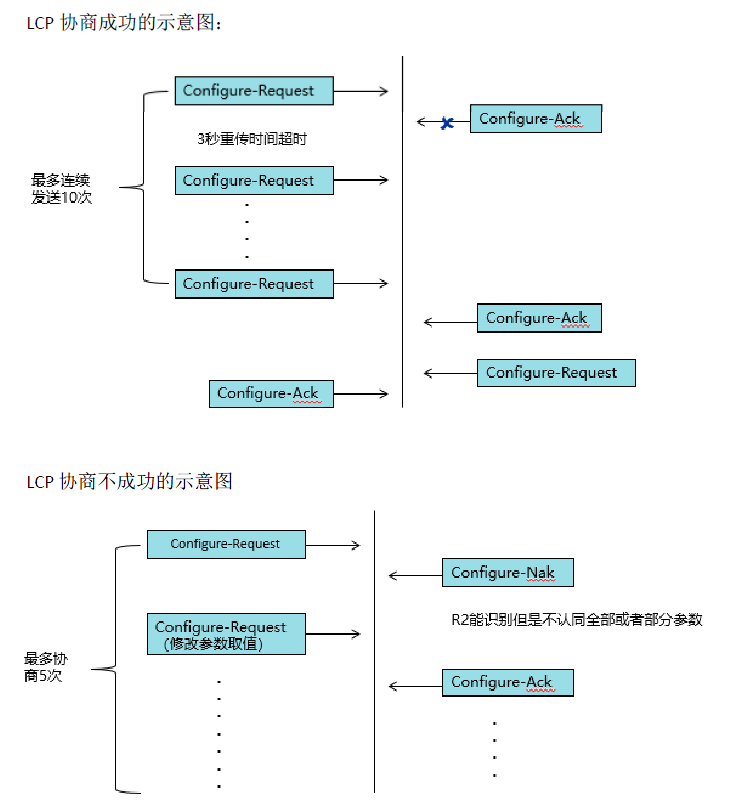 LCP 协商成功的示意图：
Configure-Request
Configure-Ack
3秒重传时间超时
最多连续
发送10次
Configure-Request
Configure-Request
Configure-Ack
Configure-Request
Configure-Ack
LCP 协商不成功的示意图
Configure-Request
Configure-Nak
R2能识别但是不认同全部或者部分参数
Configure-Request
(修改参数取值)
最多协
商5次
Configure-Ack